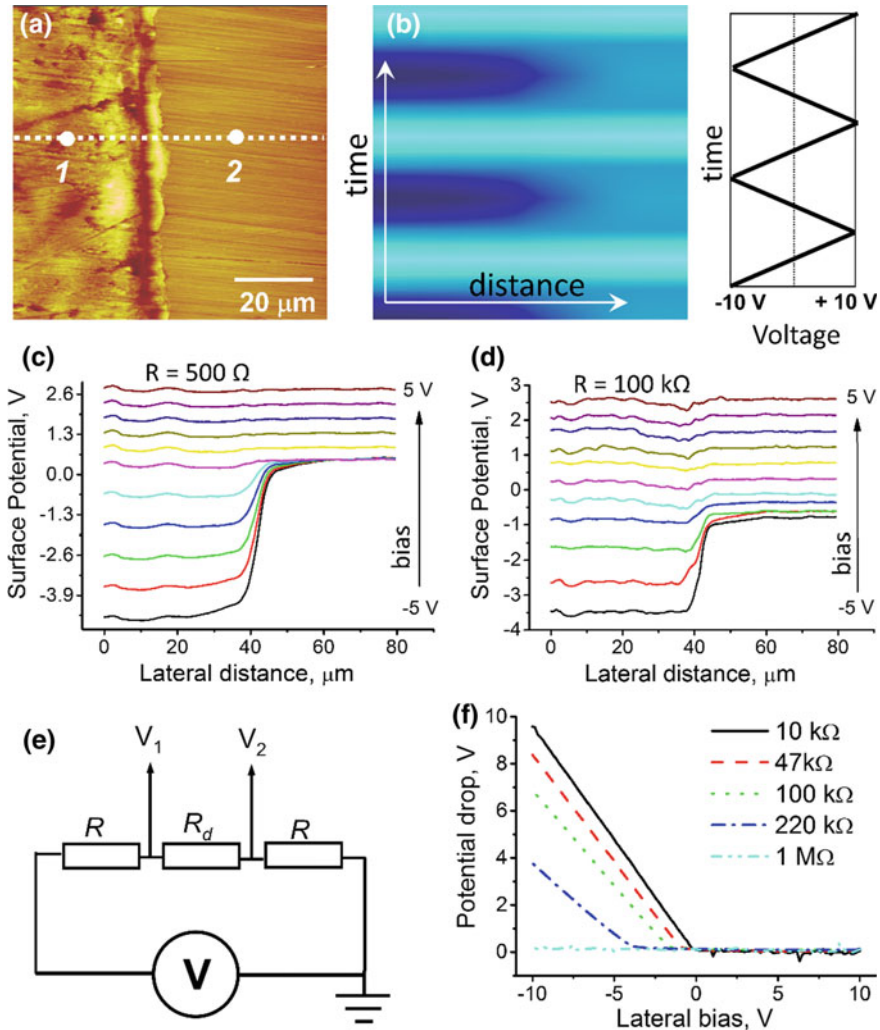 (a)
1
2
20 μm
(b)
time
distance
time
-10 V
+ 10 V
Voltage
(c)
R = 500 Ω
Surface Potential, V
2.6
1.3
0.0
-1.3
-2.6
-3.9
5 V
bias
-5 V
0 20 40 60 80
Lateral distance, μm
(d)
R = 100 kΩ
Surface Potential, V
3
2
1
0
-1
-2
-3
-4
5 V
bias
-5 V
0 20 40 60 80
Lateral distance, μm
(e)
V1
V2
R
Rd
R
V
(f)
Potential drop, V
10
8
6
4
2
0
10 kΩ
47kΩ
100 kΩ
220 kΩ
1 MΩ
-10 -5 0 5 10
Lateral bias, V